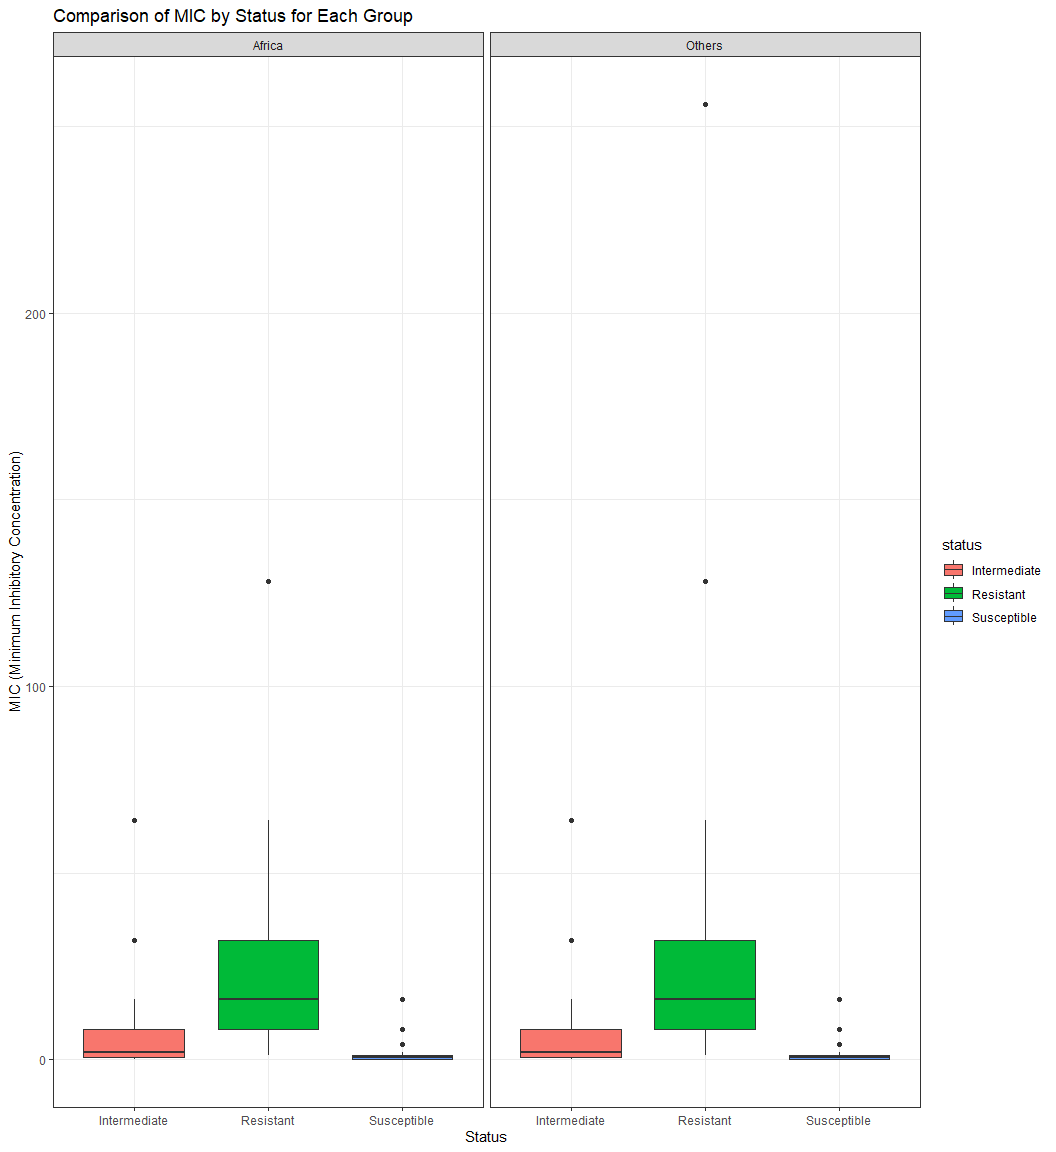 Comparison of MIC by Status for Each Group
Africa
Others
MIC (Minimum Inhibitory Concentration)
200
100
0
Intermediate
Resistant
Susceptible
Intermediate
Resistant
Susceptible
Status
status
Intermediate
Resistant
Susceptible